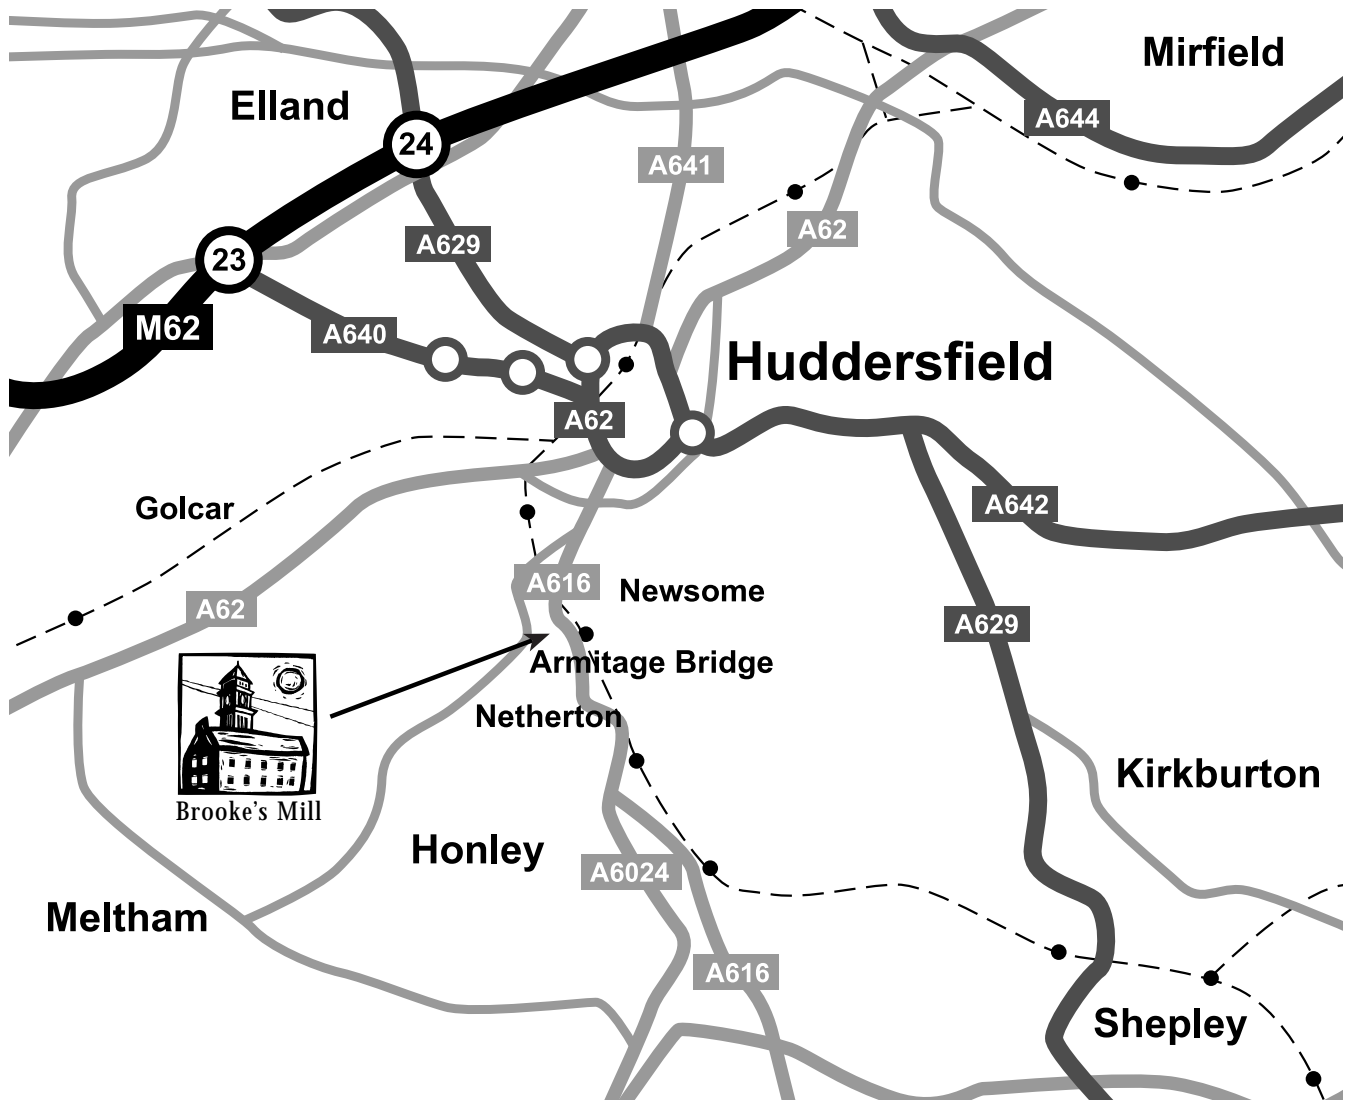 Mirfield
Elland
A644
24
A641
A62
A629
23
M62
A640
Huddersfield
A62
A642
Golcar
A616
Newsome
A62
A629
Armitage Bridge
Netherton
Kirkburton
Brooke's Mill
Honley
A6024
Meltham
A616
Shepley